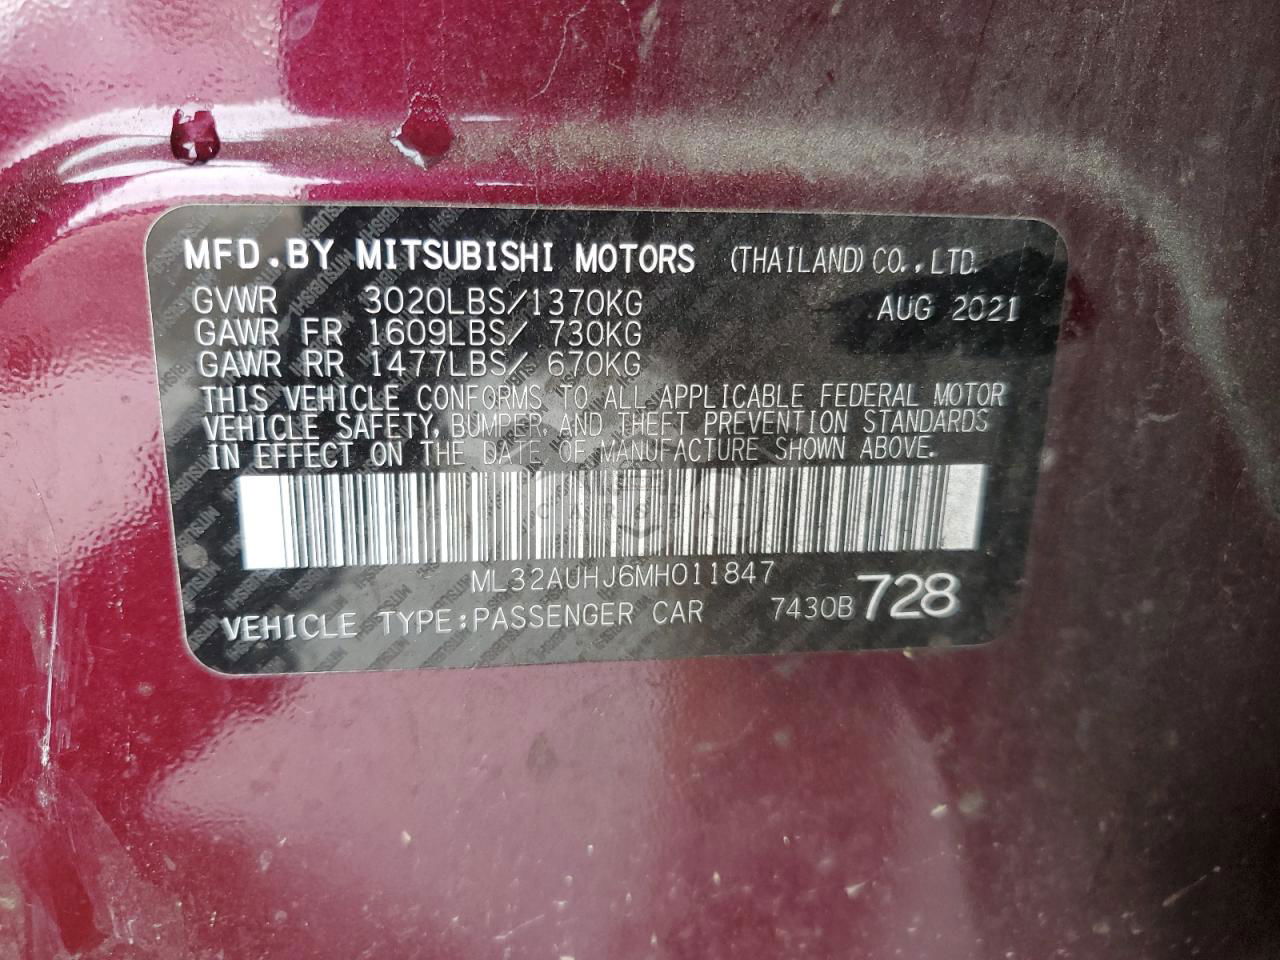 MFD.BY MITSUBISHI MOTORS (THAILAND)CO.,LTD.
GVWR 3020LBS/1370KG AUG 2021
GAWR FR 1609LBS/ 730KG
GAWR RR 1477LBS/ 670KG
THIS VEHICLE CONFORMS TO ALL APPLICABLE FEDERAL MOTOR
VEHICLE SAFETY, BUMPER, AND THEFT PREVENTION STANDARDS
IN EFFECT ON THE DATE OF MANUFACTURE SHOWN ABOVE.
ML32AUHJ6MH011847
VEHICLE TYPE:PASSENGER CAR 7430B 728